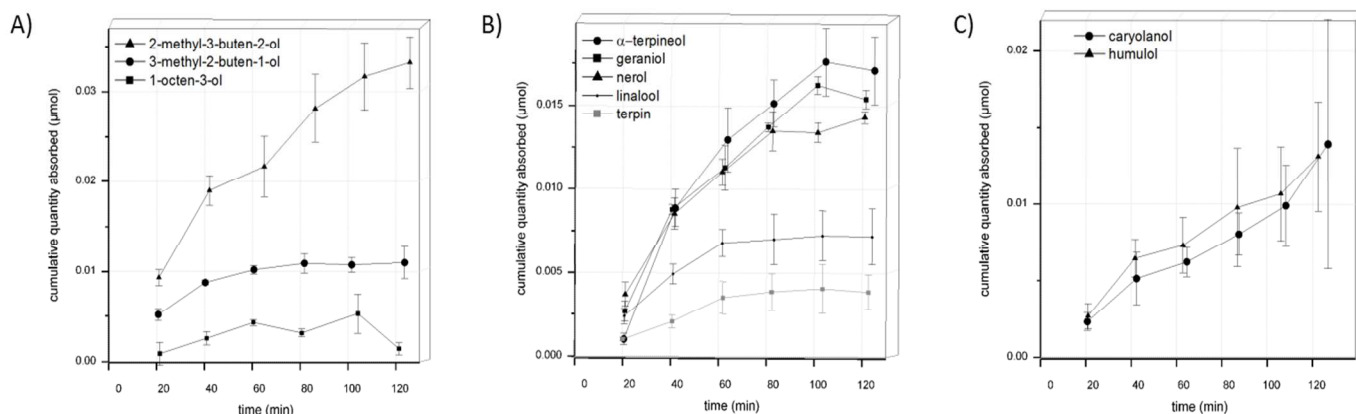 A)
cumulative quantity absorbed (μmol)
2-methyl-3-buten-2-ol
3-methyl-2-buten-1-ol
1-octen-3-ol
0.03
0.02
0.01
0.00
0 20 40 60 80 100 120
time (min)
B)
cumulative quantity absorbed (μmol)
α-terpineol
geraniol
nerol
linalool
terpin
0.015
0.010
0.005
0.000
0 20 40 60 80 100 120
time (min)
C)
cumulative quantity absorbed (μmol)
caryolanol
humulol
0.02
0.01
0.00
0 20 40 60 80 100 120
time (min)